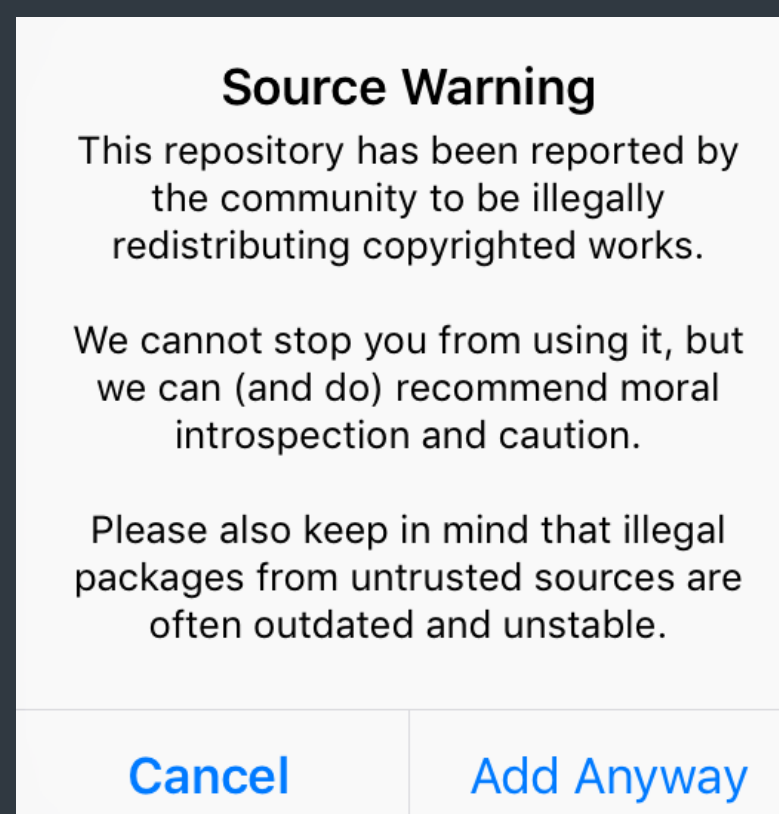 Source Warning
This repository has been reported by
the community to be illegally
redistributing copyrighted works.
We cannot stop you from using it, but
we can (and do) recommend moral
introspection and caution.
Please also keep in mind that illegal
packages from untrusted sources are
often outdated and unstable.
Cancel
Add Anyway